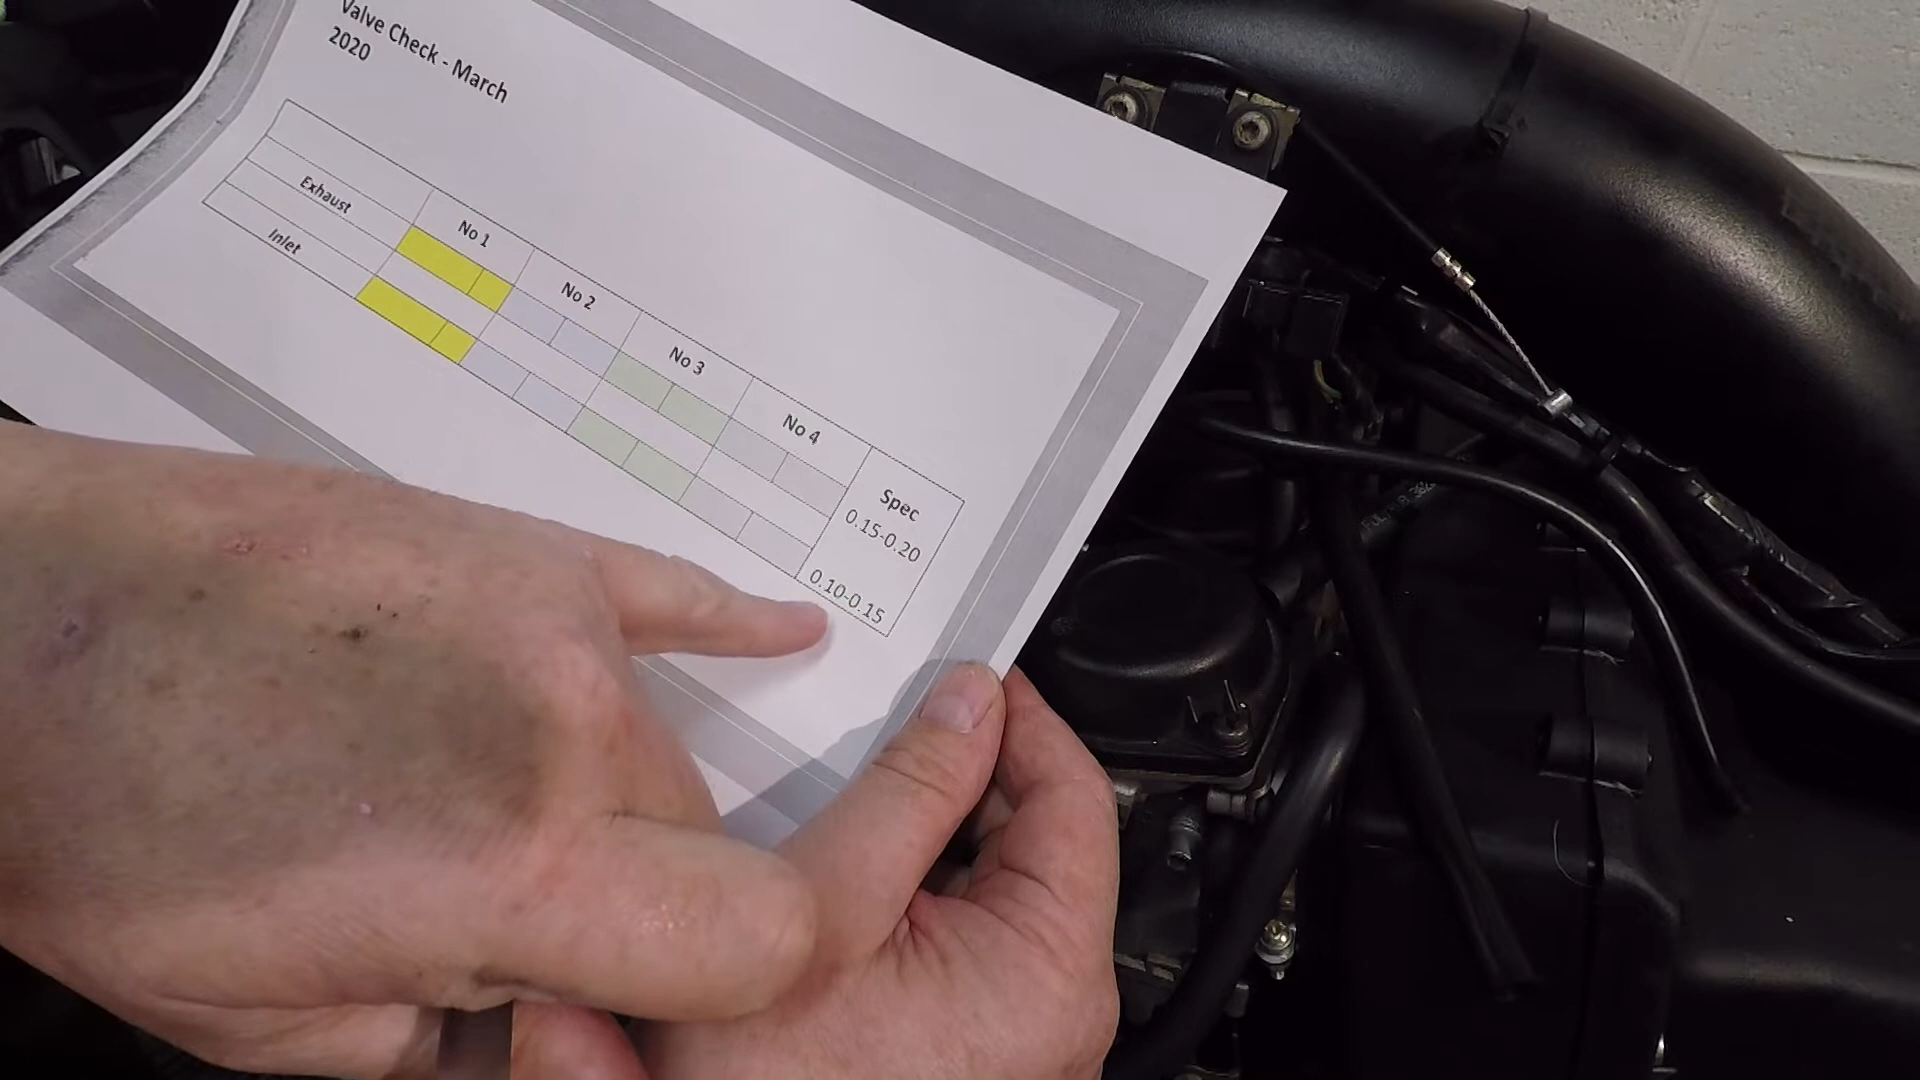 Valve Check - March
2020
No 1
No 2
No 3
No 4
Spec
Exhaust
0.15-0.20
Inlet
0.10-0.15